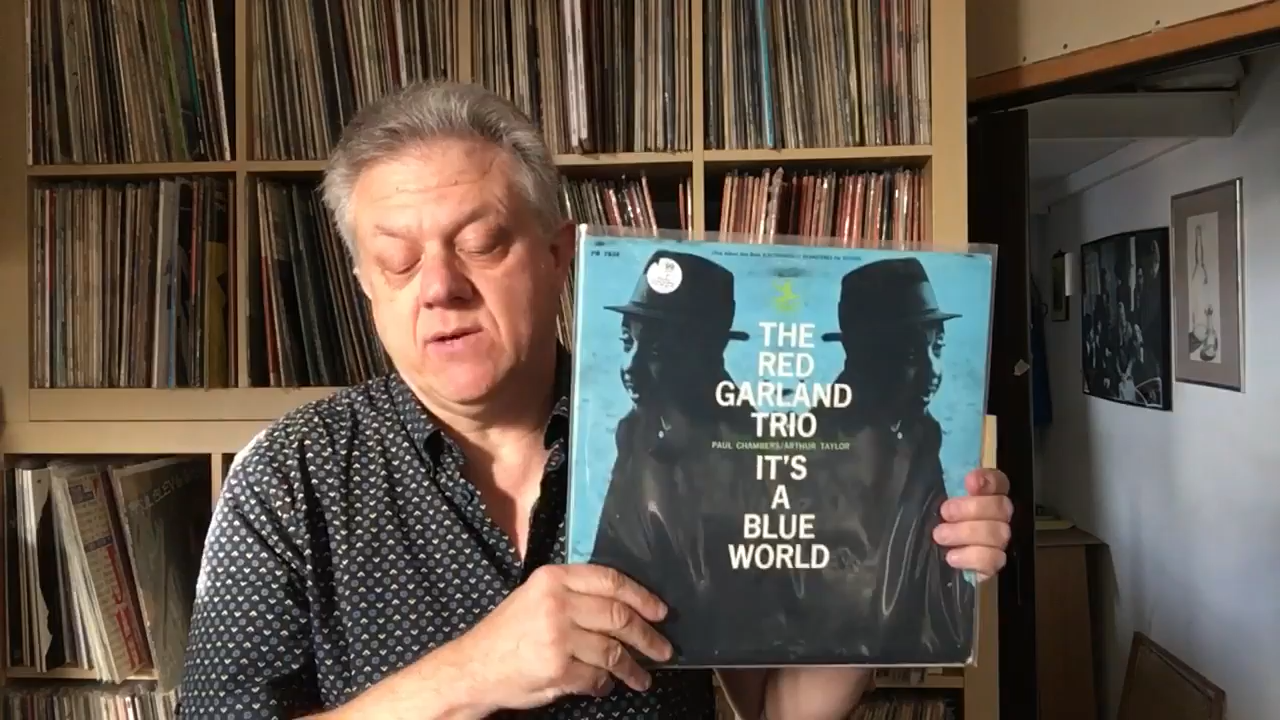 THE
RED
GARLAND
TRIO
PAUL CHAMBERS/ARTHUR TAYLOR
IT'S
A
BLUE
WORLD